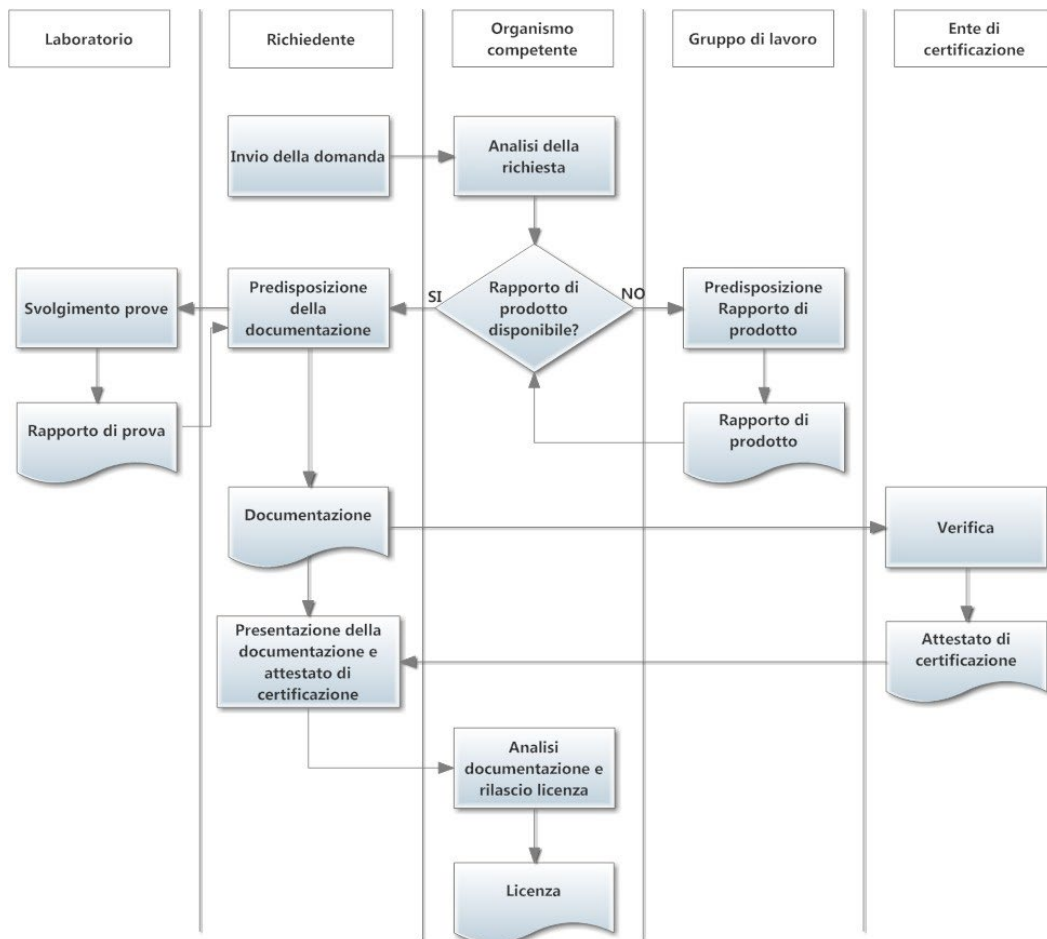 Laboratorio
Richiedente
Organismo
competente
Gruppo di lavoro
Ente di
certificazione
Invio della domanda
Analisi della
richiesta
Svolgimento prove
Predisposizione
della
documentazione
SI
Rapporto di
prodotto
disponibile?
NO
Predisposizione
Rapporto di
prodotto
Rapporto di prova
Rapporto di
prodotto
Documentazione
Verifica
Presentazione della
documentazione e
attestato di
certificazione
Attestato di
certificazione
Analisi
documentazione e
rilascio licenza
Licenza